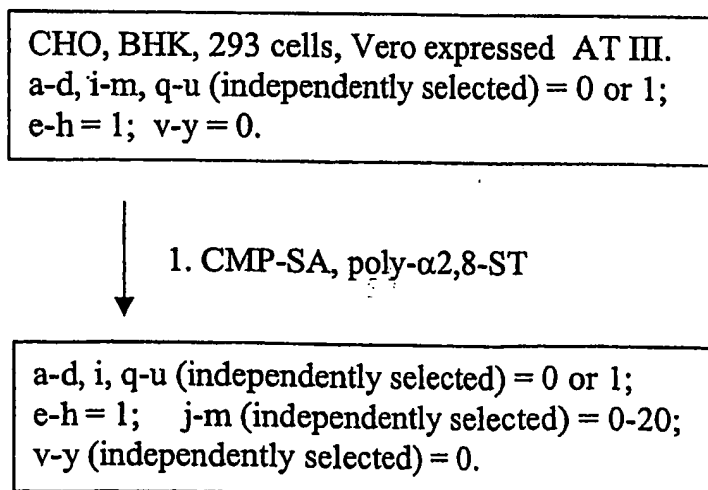 CHO, BHK, 293 cells, Vero expressed AT III.
a-d, i-m, q-u (independently selected) = 0 or 1;
e-h = 1; v-y = 0.
1. CMP-SA, poly-α2,8-ST
a-d, i, q-u (independently selected) = 0 or 1;
e-h = 1; j-m (independently selected) = 0-20;
v-y (independently selected) = 0.